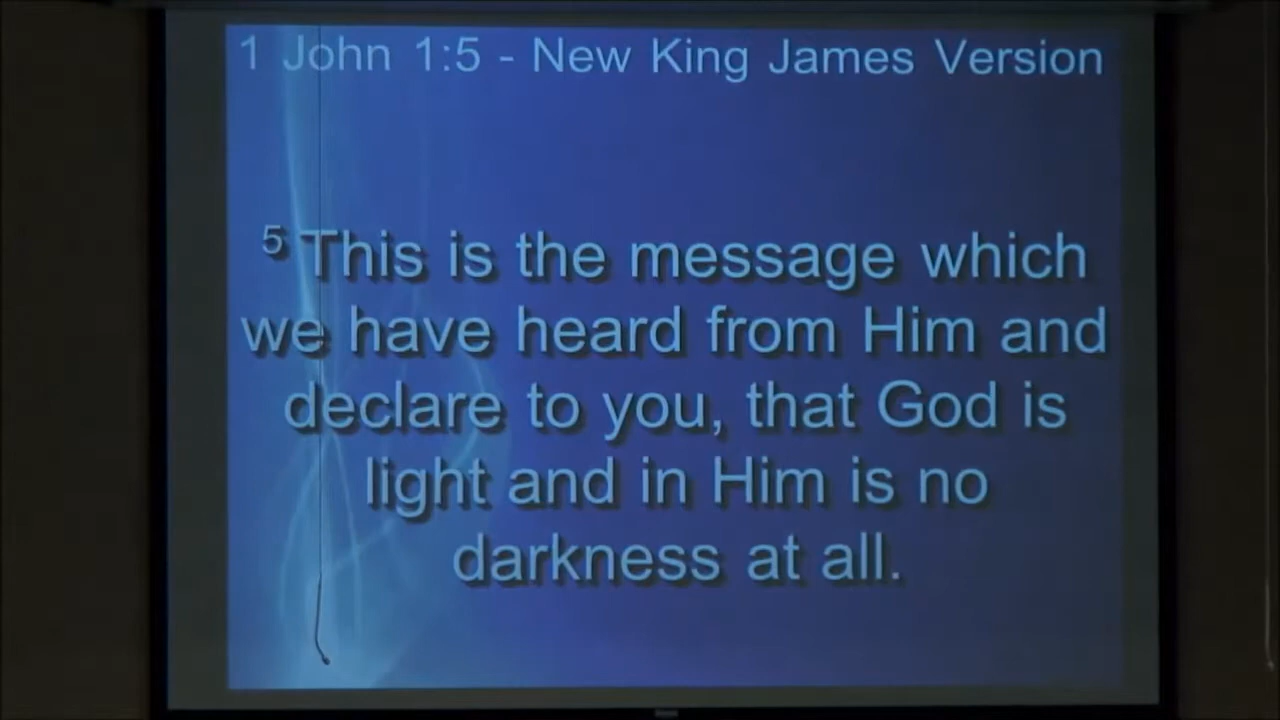 1 John 1:5 - New King James Version
5 This is the message which
we have heard from Him and
declare to you, that God is
light and in Him is no
darkness at all.